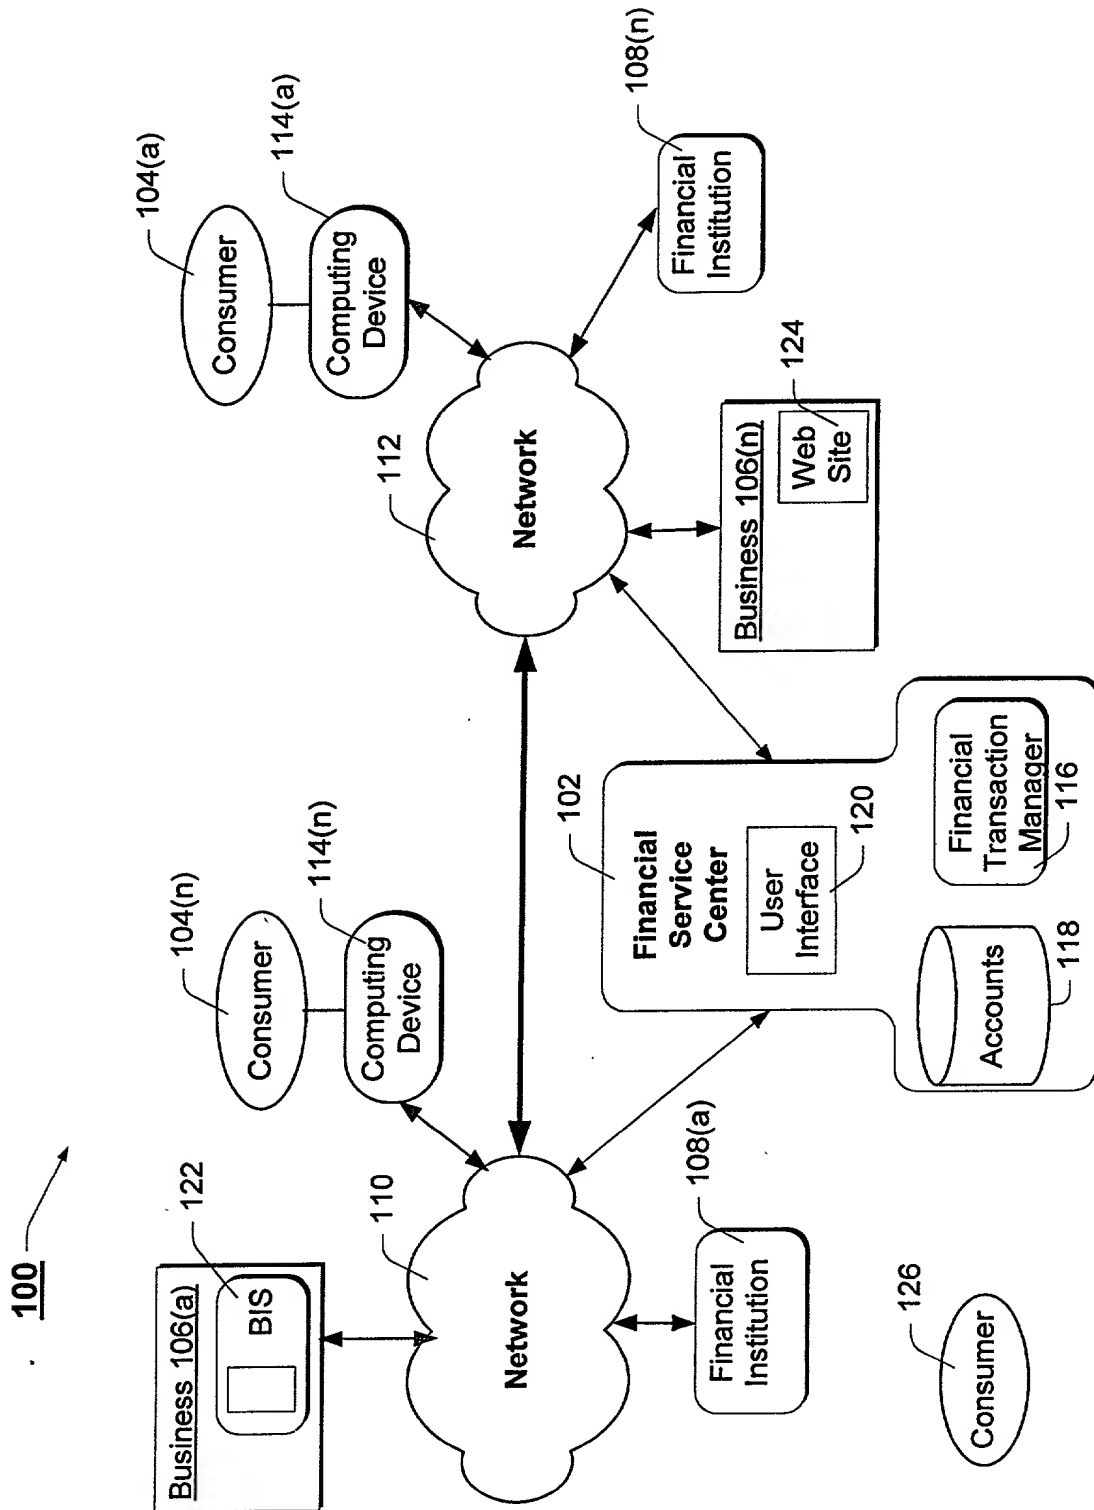 100
Business 106(a)
BIS
122
Network
110
Financial
Institution
108(a)
Consumer
126
Consumer
104(n)
Computing
Device
114(n)
Financial
Service
Center
102
User
Interface
120
Accounts
118
Financial
Transaction
Manager
116
Consumer
104(a)
Computing
Device
114(a)
Network
112
Business 106(n)
Web
Site
124
Financial
Institution
108(n)